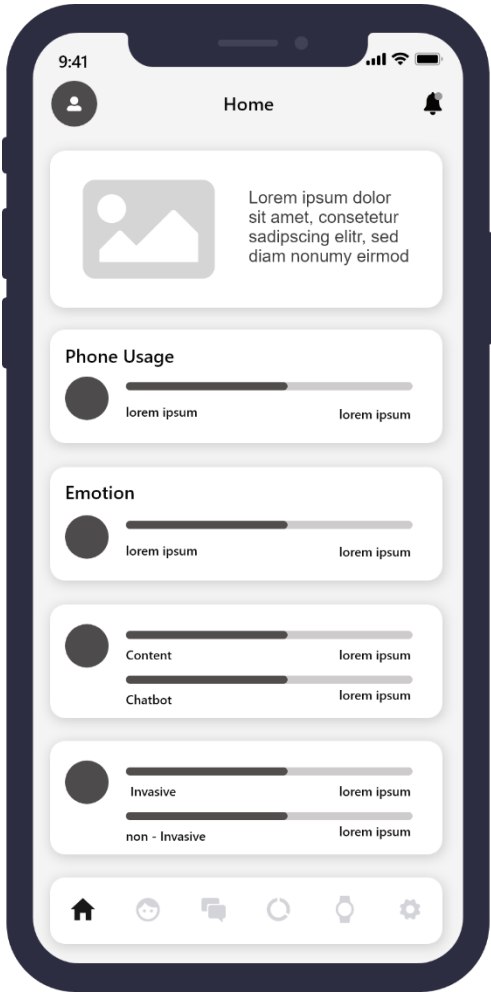 9:41
Home
Lorem ipsum dolor
sit amet, consetetur
sadipscing elitr, sed
diam nonumy eirmod
Phone Usage
lorem ipsum lorem ipsum
Emotion
lorem ipsum lorem ipsum
Content lorem ipsum
Chatbot lorem ipsum
Invasive lorem ipsum
non - Invasive lorem ipsum